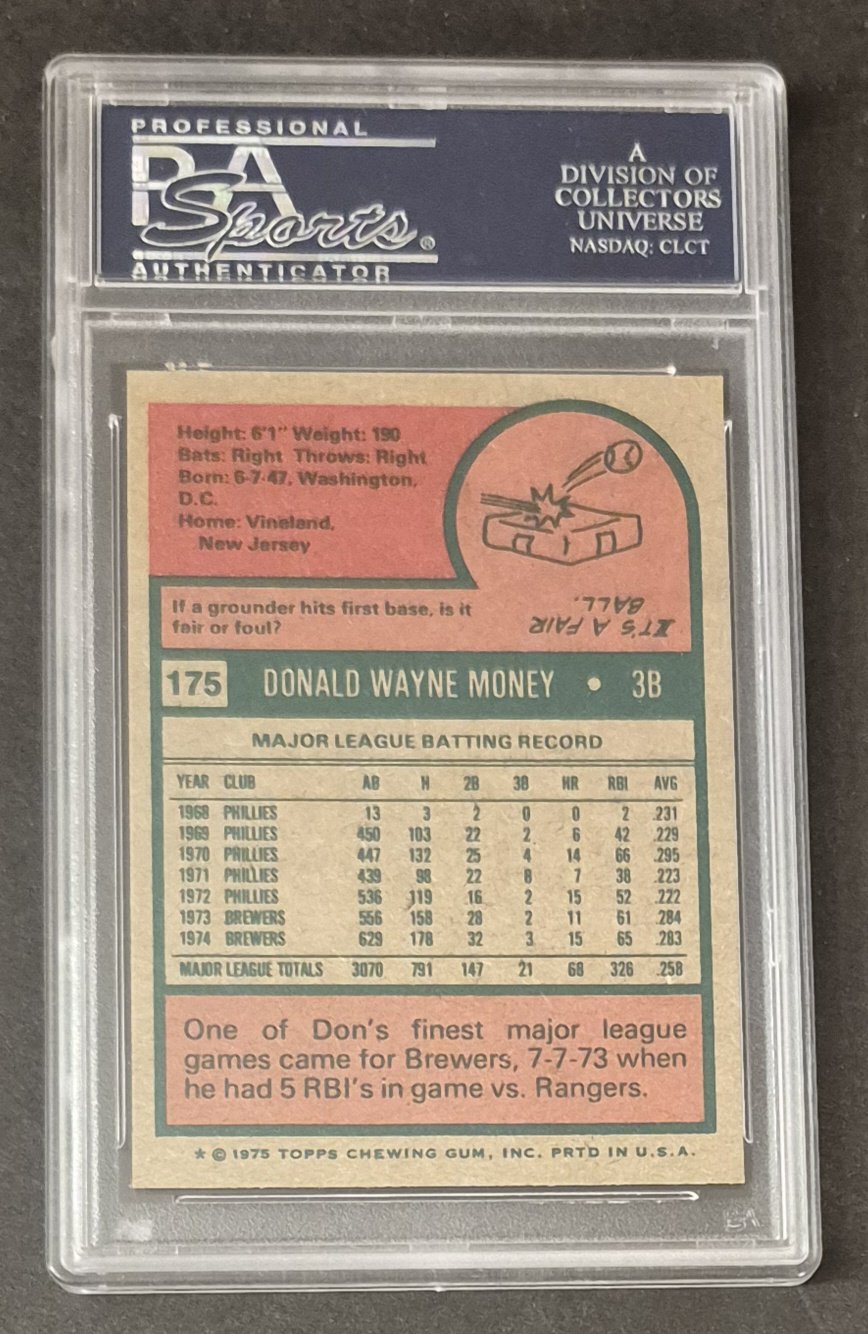 PROFESSIONAL
PSA
Sports®
AUTHENTICATOR
A
DIVISION OF
COLLECTORS
UNIVERSE
NASDAQ: CLCT
Height: 6'1" Weight: 190
Bats: Right Throws: Right
Born: 6-7-47, Washington,
D.C.
Home: Vineland,
New Jersey
If a grounder hits first base, is it
fair or foul?
IT'S A FAIR
BALL.
175 DONALD WAYNE MONEY • 3B
MAJOR LEAGUE BATTING RECORD
YEAR CLUB AB H 2B 3B HR RBI AVG
1968 PHILLIES 13 3 2 0 0 2 .231
1969 PHILLIES 450 103 22 2 6 42 .229
1970 PHILLIES 447 132 25 4 14 66 .295
1971 PHILLIES 439 98 22 8 7 38 .223
1972 PHILLIES 536 119 16 2 15 52 .222
1973 BREWERS 556 158 28 2 11 61 .284
1974 BREWERS 629 178 32 3 15 65 .283
MAJOR LEAGUE TOTALS 3070 791 147 21 68 326 .258
One of Don's finest major league
games came for Brewers, 7-7-73 when
he had 5 RBI's in game vs. Rangers.
* © 1975 TOPPS CHEWING GUM, INC. PRTD IN U.S.A.